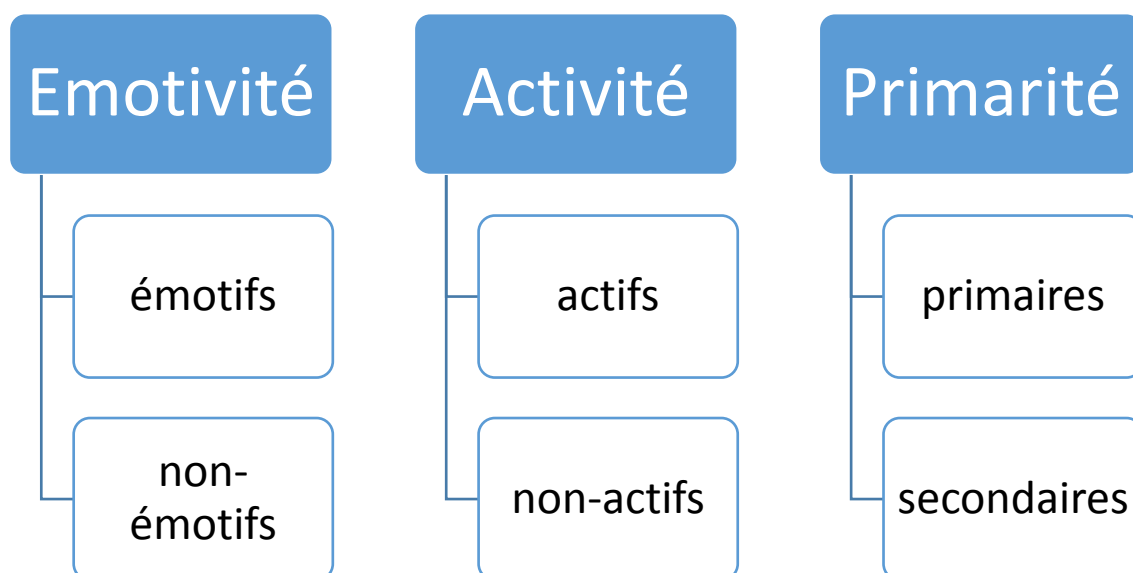 Emotivité
émotifs
non-
émotifs
Activité
actifs
non-actifs
Primarité
primaires
secondaires